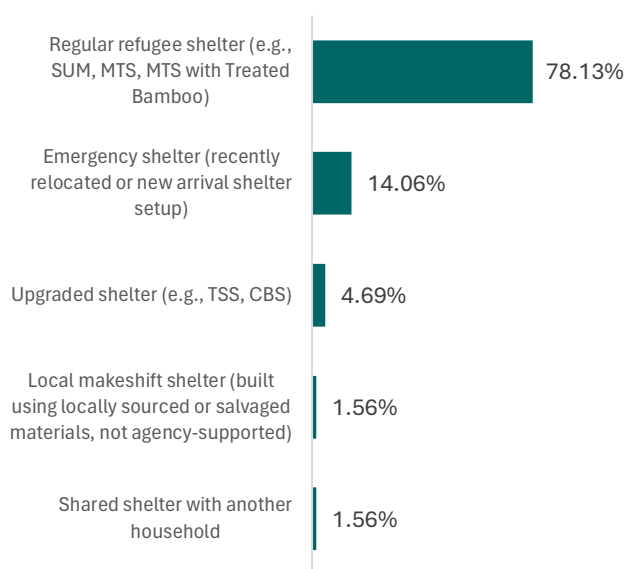 Regular refugee shelter (e.g.,
SUM, MTS, MTS with Treated
Bamboo)
78.13%
Emergency shelter (recently
relocated or new arrival shelter
setup)
14.06%
Upgraded shelter (e.g., TSS, CBS)
4.69%
Local makeshift shelter (built
using locally sourced or salvaged
materials, not agency-supported)
1.56%
Shared shelter with another
household
1.56%